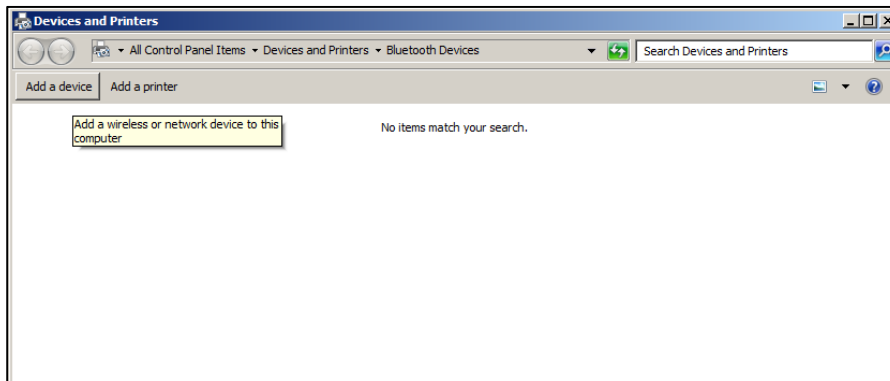 Devices and Printers
All Control Panel Items Devices and Printers Bluetooth Devices Search Devices and Printers
Add a device Add a printer
Add a wireless or network device to this
computer
No items match your search.